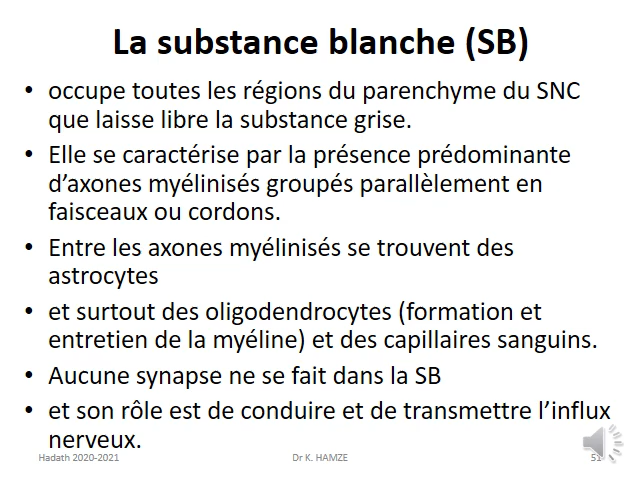 La substance blanche (SB)
• occupe toutes les régions du parenchyme du SNC
que laisse libre la substance grise.
• Elle se caractérise par la présence prédominante
d’axones myélinisés groupés parallèlement en
faisceaux ou cordons.
• Entre les axones myélinisés se trouvent des
astrocytes
• et surtout des oligodendrocytes (formation et
entretien de la myéline) et des capillaires sanguins.
• Aucune synapse ne se fait dans la SB
• et son rôle est de conduire et de transmettre l’influx
nerveux.
Hadath 2020-2021 Dr K. HAMZE 51